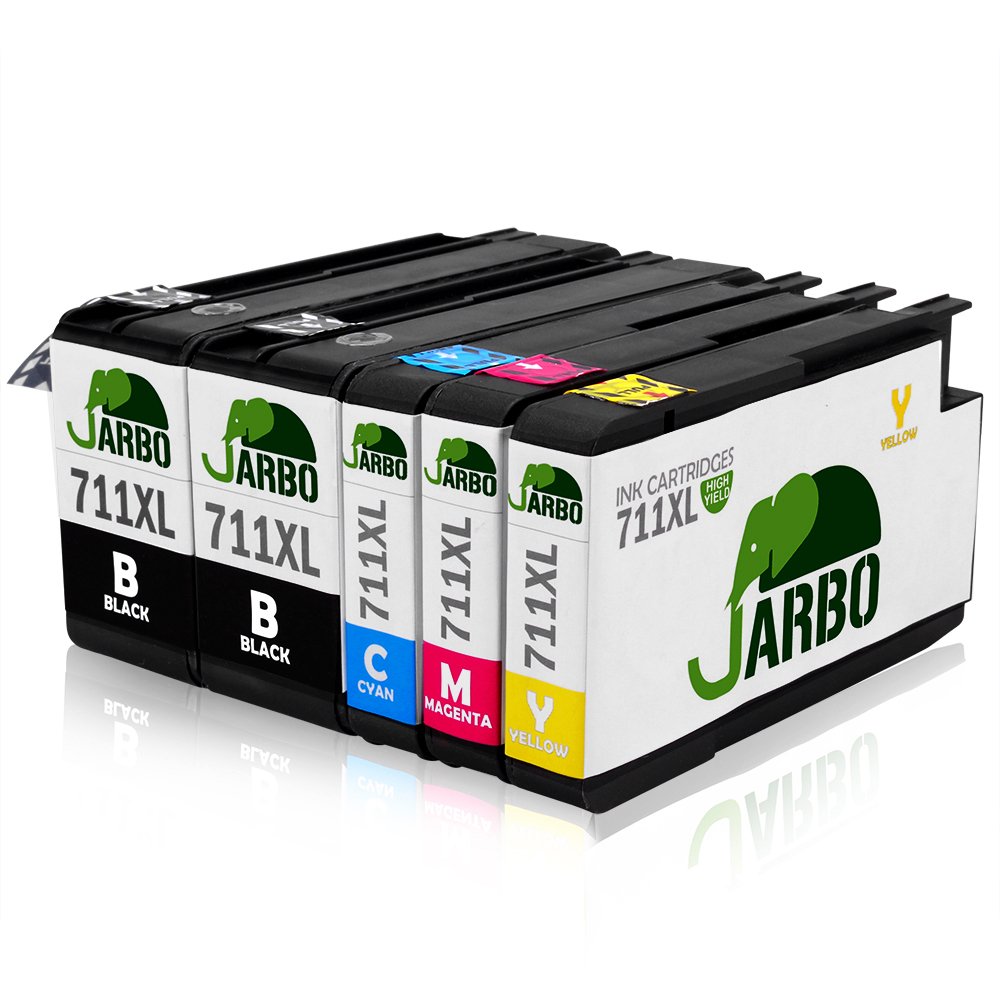 JARBO
711XL
B
BLACK
JARBO
711XL
B
BLACK
JARBO
711XL
C
CYAN
JARBO
711XL
M
MAGENTA
JARBO
711XL
Y
YELLOW
Y
YELLOW
INK CARTRIDGES
711XL
HIGH
YIELD
JARBO